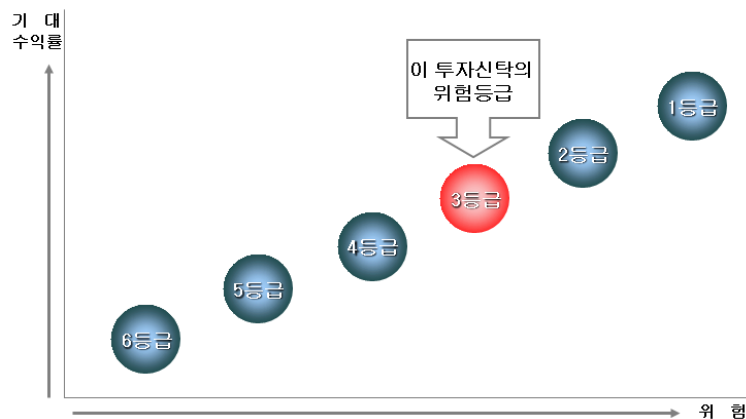 기 대
수익률
이 투자신탁의
위험등급
1등급
2등급
3등급
4등급
5등급
6등급
위 험